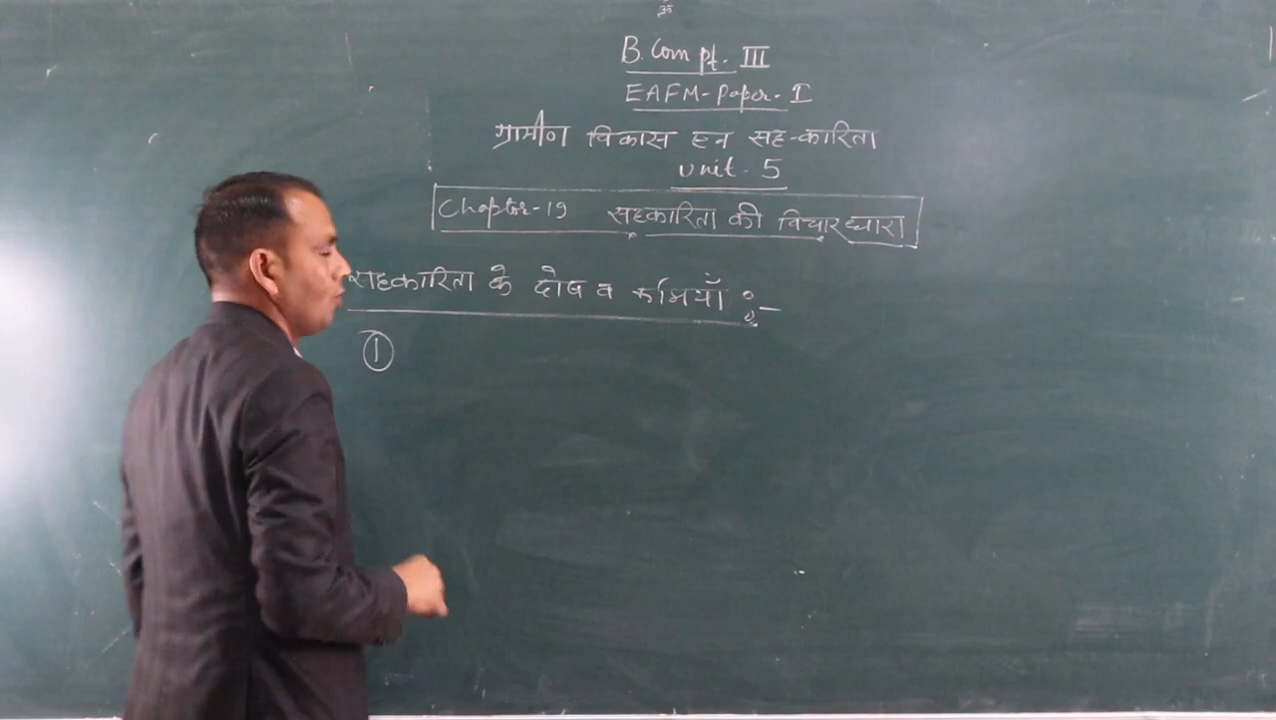 ॐ
B. Com pt. III
EAFM - Paper - I
ग्रामीण विकास एव सह-कारिता
Unit - 5
Chapter-19 सहकारिता की विचारधारा
सहकारिता के दोष व कमियाँ :-
①